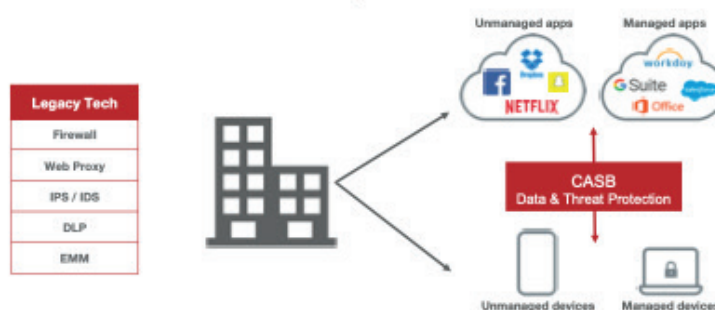 Unmanaged apps
Managed apps
Dropbox
workday
NETFLIX
G Suite
salesforce
Office
Legacy Tech
Firewall
Web Proxy
IPS / IDS
DLP
EMM
CASB
Data & Threat Protection
Unmanaged devices
Managed devices